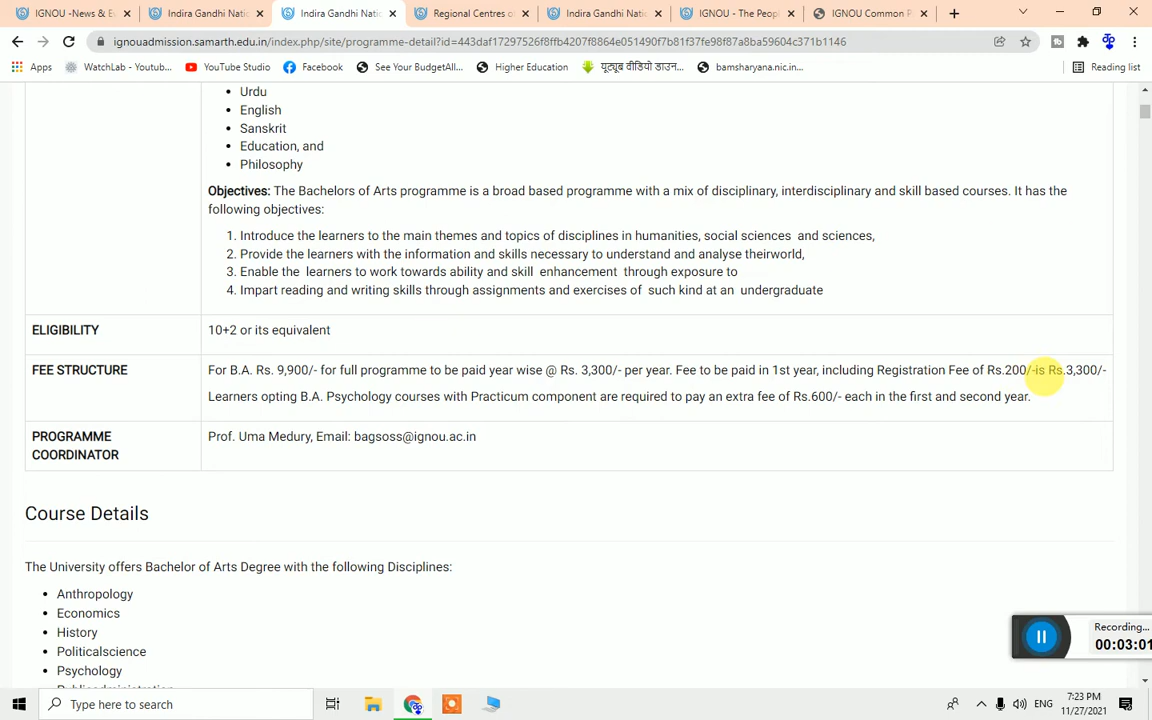 IGNOU -News & E
Indira Gandhi Natio
Indira Gandhi Natio
Regional Centres o
Indira Gandhi Natio
IGNOU - The Peopl
IGNOU Common P
ignouadmission.samarth.edu.in/index.php/site/programme-detail?id=443daf17297526f8ffb4207f8864e051490f7b81f37fe98f87a8ba59604c371b1146
Apps
WatchLab - Youtub...
YouTube Studio
Facebook
See Your BudgetAll...
Higher Education
यूट्यूब वीडियो डाउन...
bamsharyana.nic.in...
Reading list
• Urdu
• English
• Sanskrit
• Education, and
• Philosophy
Objectives: The Bachelors of Arts programme is a broad based programme with a mix of disciplinary, interdisciplinary and skill based courses. It has the
following objectives:
1. Introduce the learners to the main themes and topics of disciplines in humanities, social sciences and sciences,
2. Provide the learners with the information and skills necessary to understand and analyse theirworld,
3. Enable the learners to work towards ability and skill enhancement through exposure to
4. Impart reading and writing skills through assignments and exercises of such kind at an undergraduate
ELIGIBILITY
10+2 or its equivalent
FEE STRUCTURE
For B.A. Rs. 9,900/- for full programme to be paid year wise @ Rs. 3,300/- per year. Fee to be paid in 1st year, including Registration Fee of Rs.200/-is Rs.3,300/-
Learners opting B.A. Psychology courses with Practicum component are required to pay an extra fee of Rs.600/- each in the first and second year.
PROGRAMME
COORDINATOR
Prof. Uma Medury, Email: bagsoss@ignou.ac.in
Course Details
The University offers Bachelor of Arts Degree with the following Disciplines:
• Anthropology
• Economics
• History
• Politicalscience
• Psychology
• Publicadministration
Recording...
00:03:01
Type here to search
ENG
7:23 PM
11/27/2021